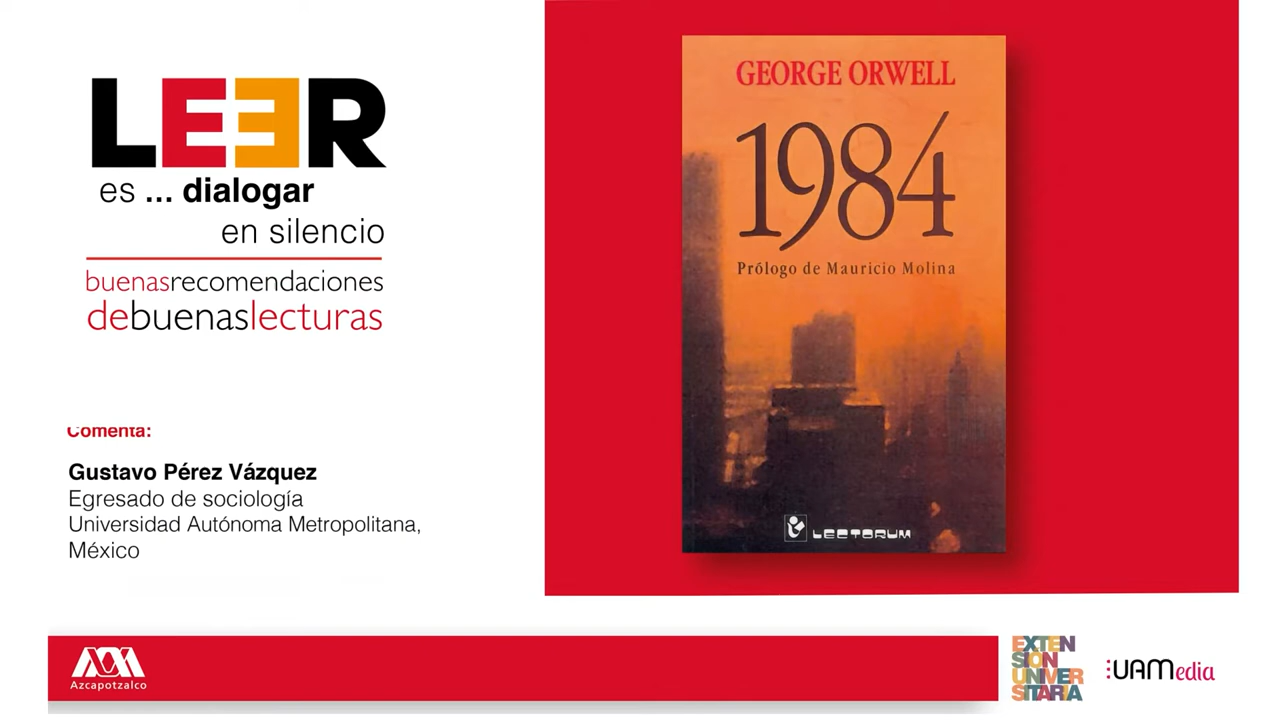 LEER
es ... dialogar
en silencio
buenasrecomendaciones
debuenaslecturas
Comenta:
Gustavo Pérez Vázquez
Egresado de sociología
Universidad Autónoma Metropolitana,
México
GEORGE ORWELL
1984
Prólogo de Mauricio Molina
LECTORUM
Azcapotzalco
EXTEN
SIÓN
UNIVER
SITARIA
UAMedia